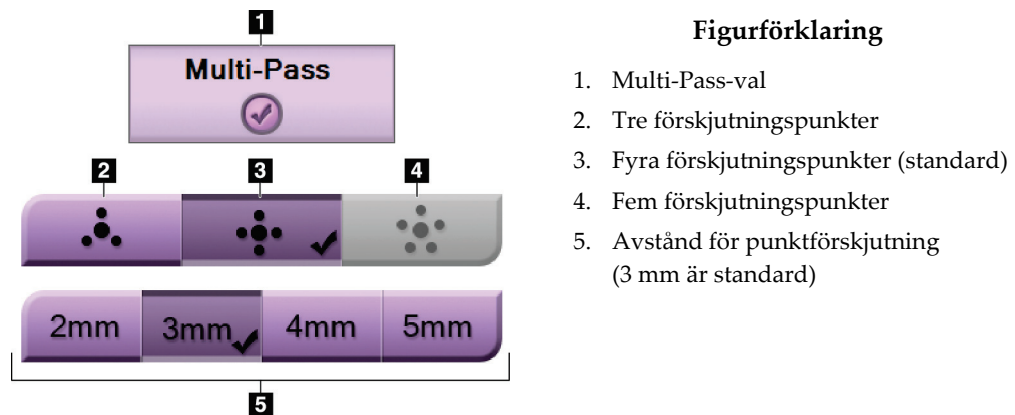 1
Multi-Pass
2 3 4
2mm 3mm 4mm 5mm
5
Figurförklaring
1. Multi-Pass-val
2. Tre förskjutningspunkter
3. Fyra förskjutningspunkter (standard)
4. Fem förskjutningspunkter
5. Avstånd för punktförskjutning
(3 mm är standard)